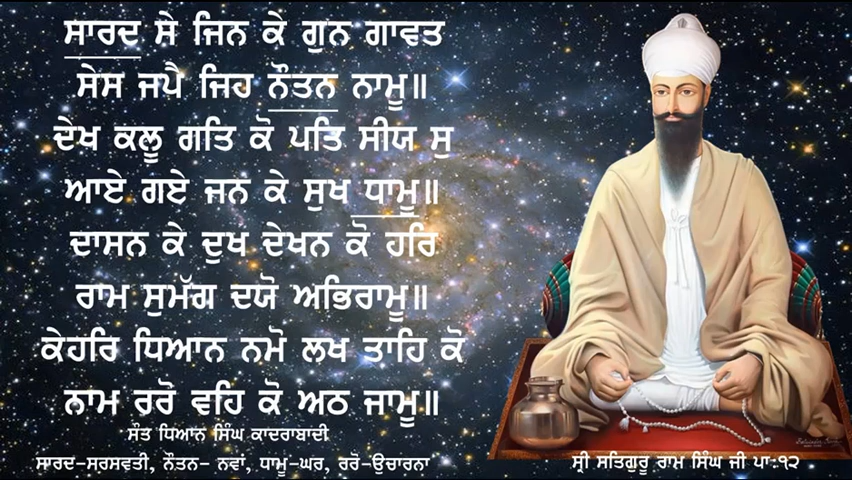 ਸਾਰਦ ਸੇ ਜਿਨ ਕੇ ਗੁਨ ਗਾਵਤ
ਸੇਸ ਜਪੈ ਜਿਹ ਨੌਤਨ ਨਾਮੂ॥
ਦੇਖ ਕਲੂ ਗਤਿ ਕੋ ਪਤਿ ਸੀਯ ਸੁ
ਆਏ ਗਏ ਜਨ ਕੇ ਸੁਖ ਧਾਮੂ॥
ਦਾਸਨ ਕੇ ਦੁਖ ਦੇਖਨ ਕੋ ਹਰਿ
ਰਾਮ ਸੁਮੱਗ ਦਯੋ ਅਭਿਰਾਮੂ॥
ਕੇਹਰਿ ਧਿਆਨ ਨਮੋ ਲਖ ਤਾਹਿ ਕੋ
ਨਾਮ ਰਰੋ ਵਹਿ ਕੋ ਅਠ ਜਾਮੂ॥
ਸੰਤ ਧਿਆਨ ਸਿੰਘ ਕਾਦਰਾਬਾਦੀ
ਸਾਰਦ-ਸਰਸਵਤੀ, ਨੌਤਨ- ਨਵਾਂ, ਧਾਮੂ-ਘਰ, ਰਰੋ-ਉਚਾਰਨਾ
ਸ੍ਰੀ ਸਤਿਗੁਰੂ ਰਾਮ ਸਿੰਘ ਜੀ ਪਾ:੧੨